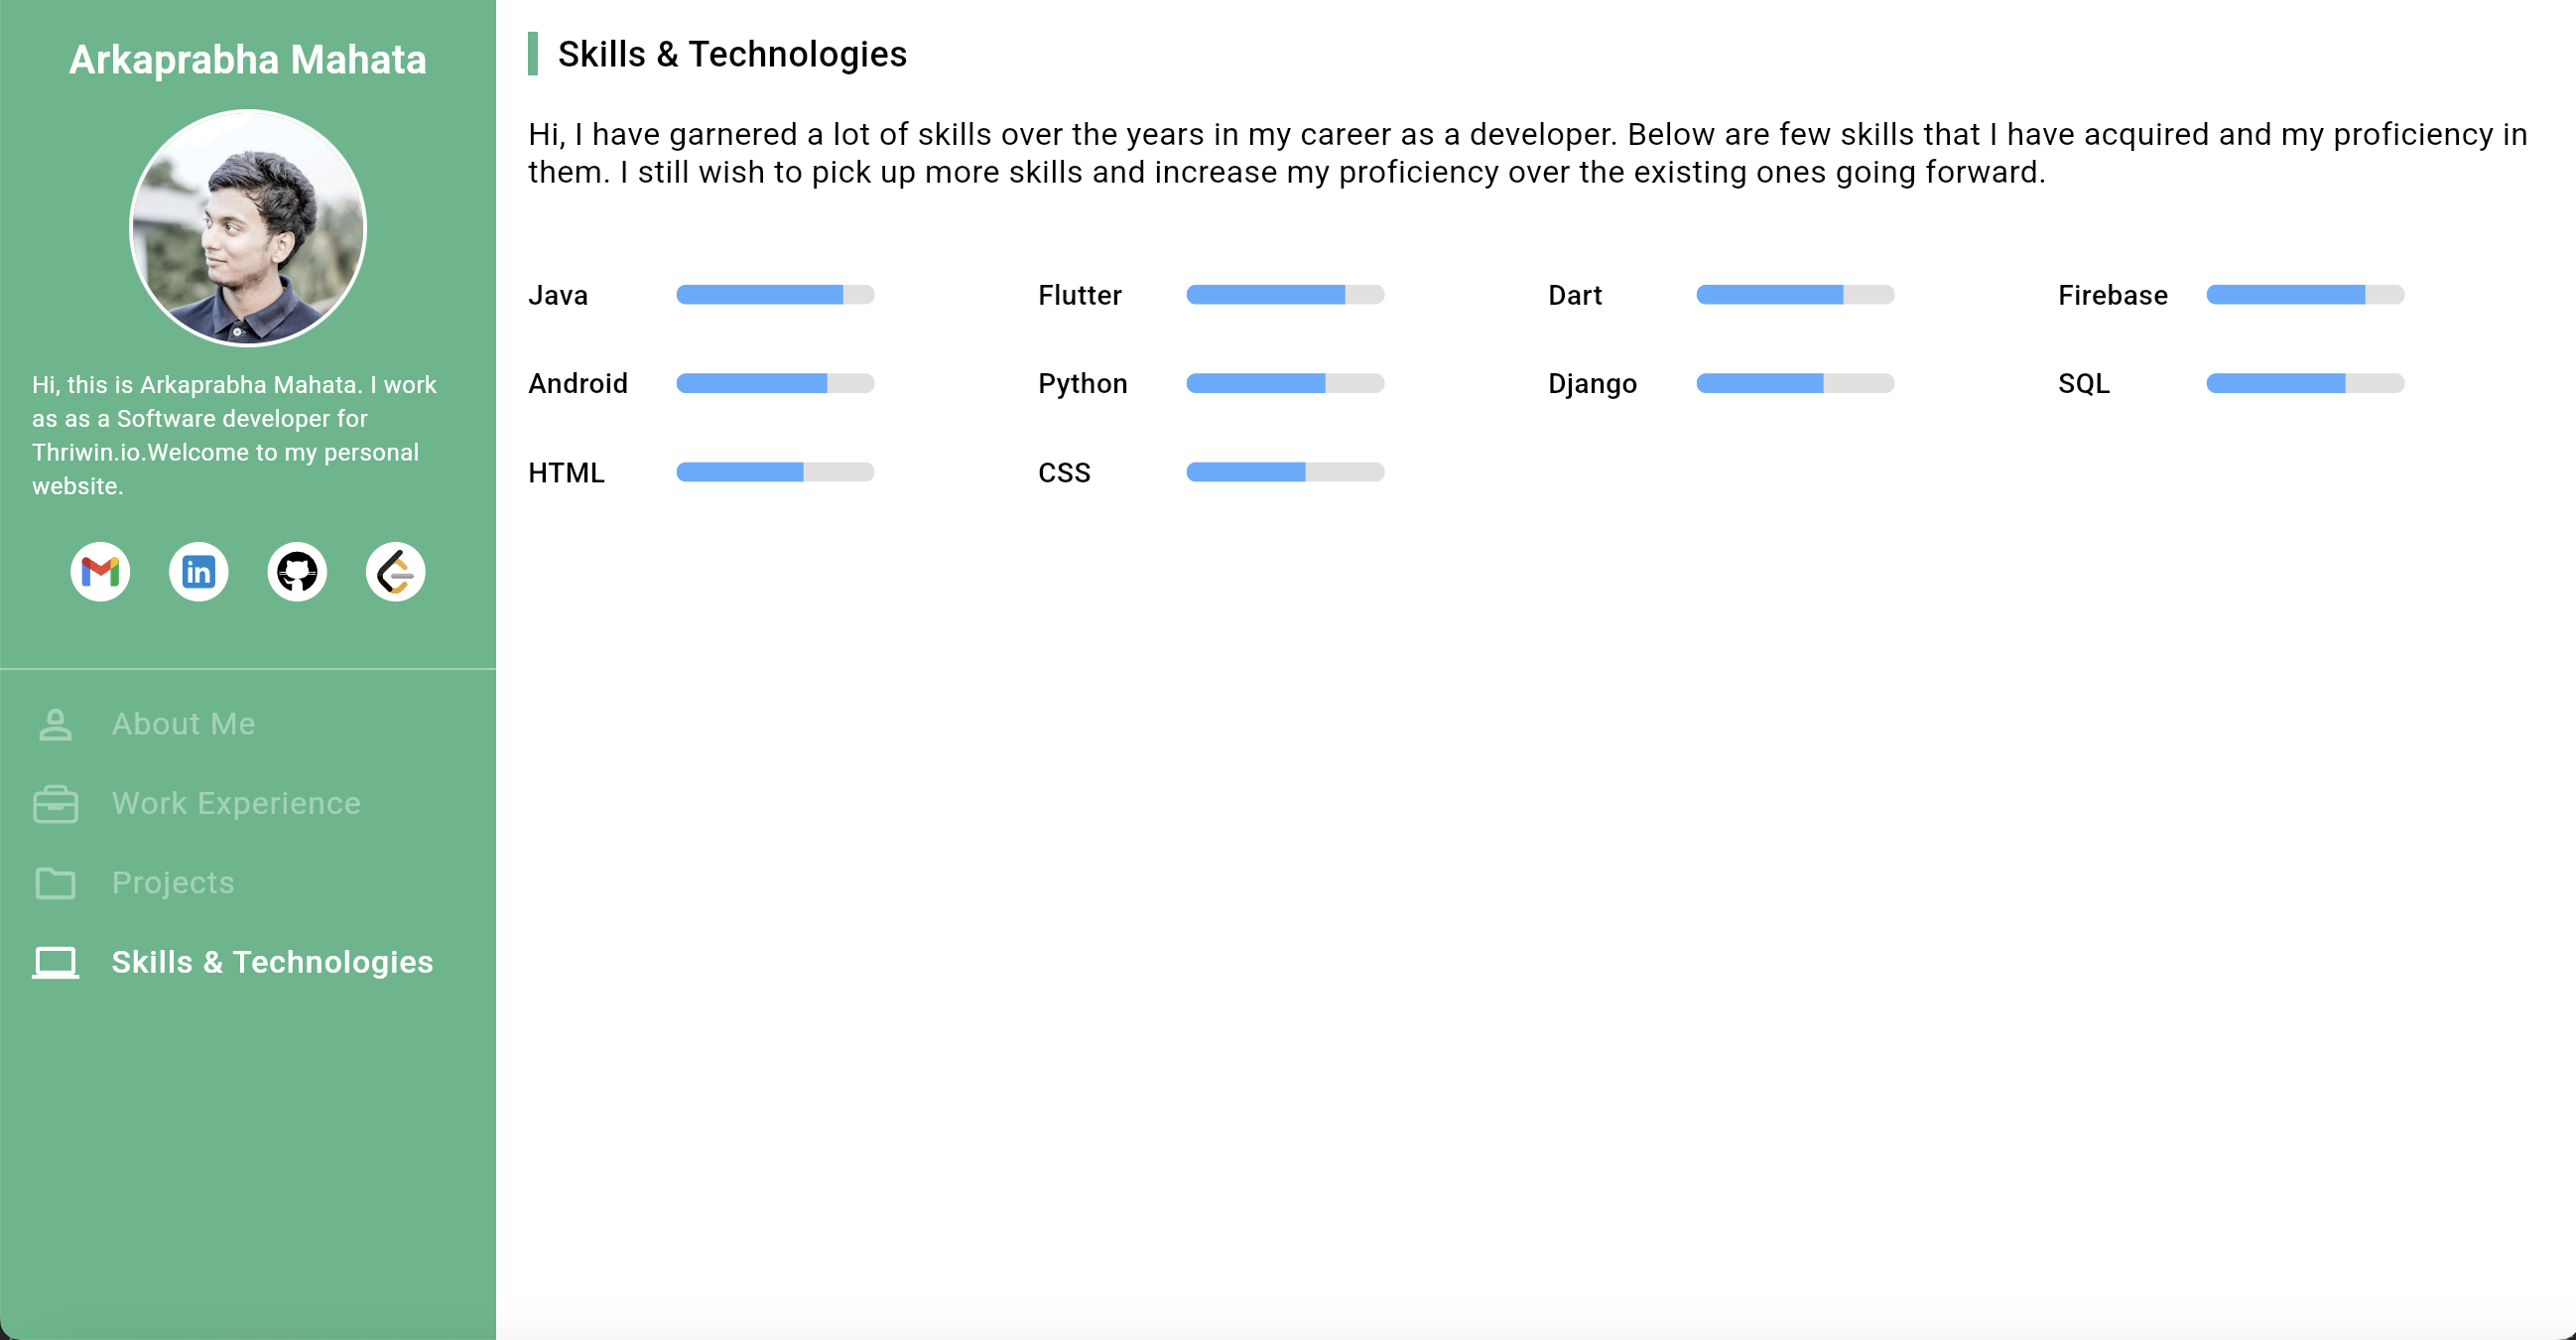 Arkaprabha Mahata
Hi, this is Arkaprabha Mahata. I work
as as a Software developer for
Thriwin.io.Welcome to my personal
website.
in
About Me
Work Experience
Projects
Skills & Technologies
Skills & Technologies
Hi, I have garnered a lot of skills over the years in my career as a developer. Below are few skills that I have acquired and my proficiency in
them. I still wish to pick up more skills and increase my proficiency over the existing ones going forward.
Java
Flutter
Dart
Firebase
Android
Python
Django
SQL
HTML
CSS